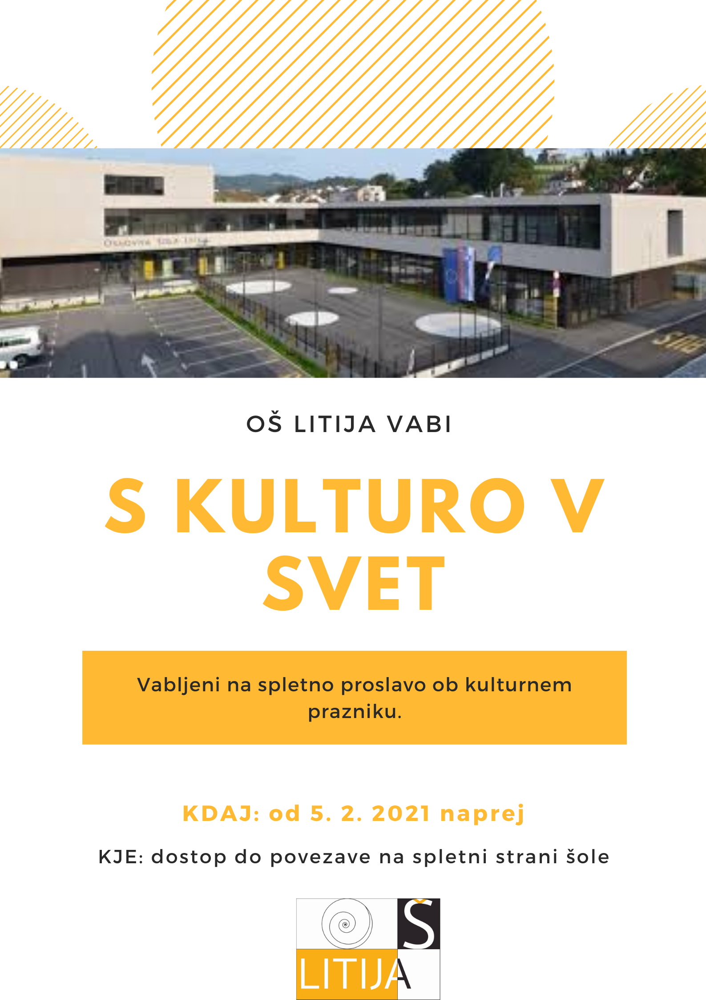 OŠ LITIJA VABI
S KULTURO V
SVET
Vabljeni na spletno proslavo ob kulturnem
prazniku.
KDAJ: od 5. 2. 2021 naprej
KJE: dostop do povezave na spletni strani šole
OŠ
LITIJA